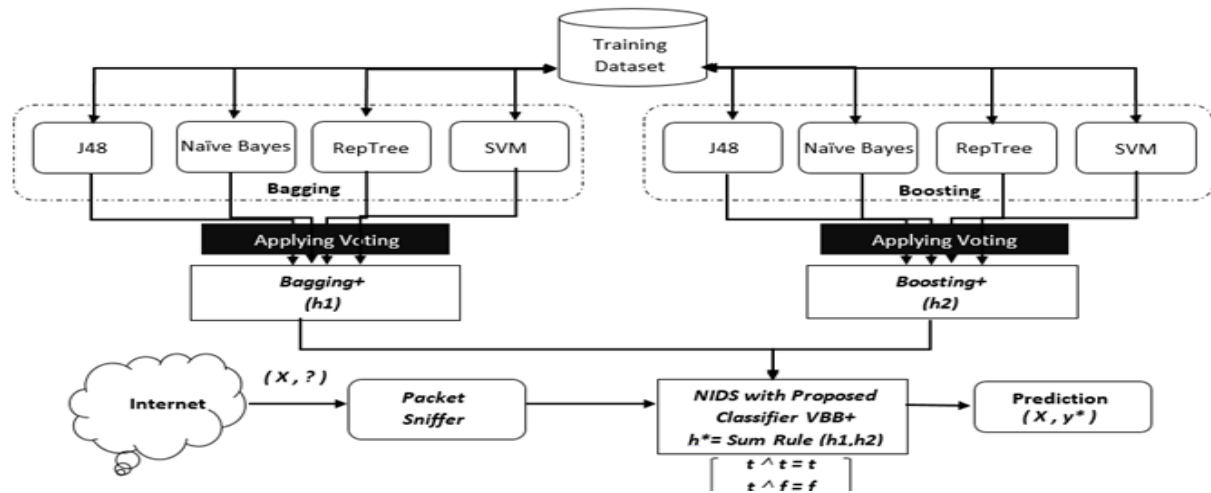 Training
Dataset
J48
Naïve Bayes
RepTree
SVM
Bagging
J48
Naïve Bayes
RepTree
SVM
Boosting
Applying Voting
Applying Voting
Bagging+
(h1)
Boosting+
(h2)
Internet
( X , ? )
Packet
Sniffer
NIDS with Proposed
Classifier VBB+
h*= Sum Rule (h1,h2)
t ^ t = t
t ^ f = f
Prediction
( X , y* )